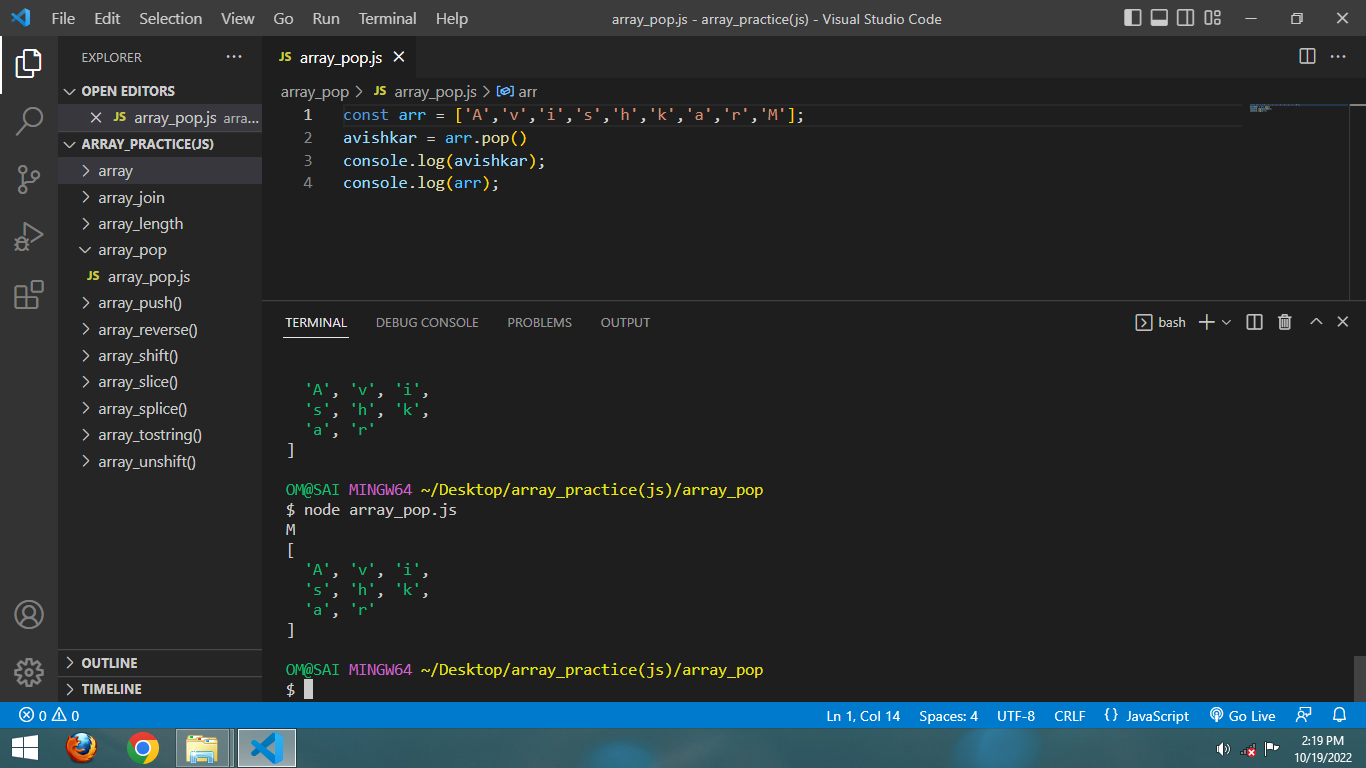 File Edit Selection View Go Run Terminal Help array_pop.js - array_practice(js) - Visual Studio Code
EXPLORER
OPEN EDITORS
JS array_pop.js arra...
ARRAY_PRACTICE(JS)
array
array_join
array_length
array_pop
JS array_pop.js
array_push()
array_reverse()
array_shift()
array_slice()
array_splice()
array_tostring()
array_unshift()
OUTLINE
TIMELINE
JS array_pop.js
array_pop > JS array_pop.js > arr
1 const arr = ['A','v','i','s','h','k','a','r','M'];
2 avishkar = arr.pop()
3 console.log(avishkar);
4 console.log(arr);
TERMINAL DEBUG CONSOLE PROBLEMS OUTPUT bash
'A', 'v', 'i',
's', 'h', 'k',
'a', 'r'
]
OM@SAI MINGW64 ~/Desktop/array_practice(js)/array_pop
$ node array_pop.js
M
[
'A', 'v', 'i',
's', 'h', 'k',
'a', 'r'
]
OM@SAI MINGW64 ~/Desktop/array_practice(js)/array_pop
$
0 0 Ln 1, Col 14 Spaces: 4 UTF-8 CRLF {} JavaScript Go Live
2:19 PM
10/19/2022